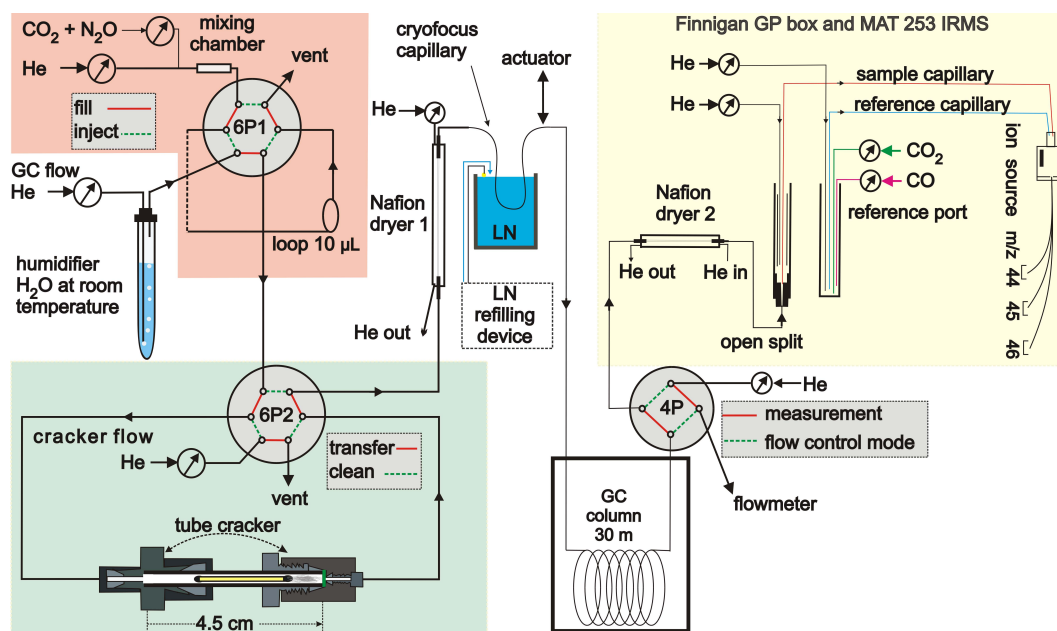 CO2 + N2O
mixing
chamber
He
vent
fill
inject
6P1
GC flow
He
loop 10 µL
humidifier
H2O at room
temperature
cryofocus
capillary
actuator
He
Nafion
dryer 1
LN
He out
LN
refilling
device
Finnigan GP box and MAT 253 IRMS
He
sample capillary
He
reference capillary
CO2
CO
reference port
ion source m/z
44
45
46
Nafion
dryer 2
He out
He in
open split
4P
He
measurement
flow control mode
flowmeter
GC
column
30 m
6P2
cracker flow
He
transfer
clean
vent
tube cracker
4.5 cm